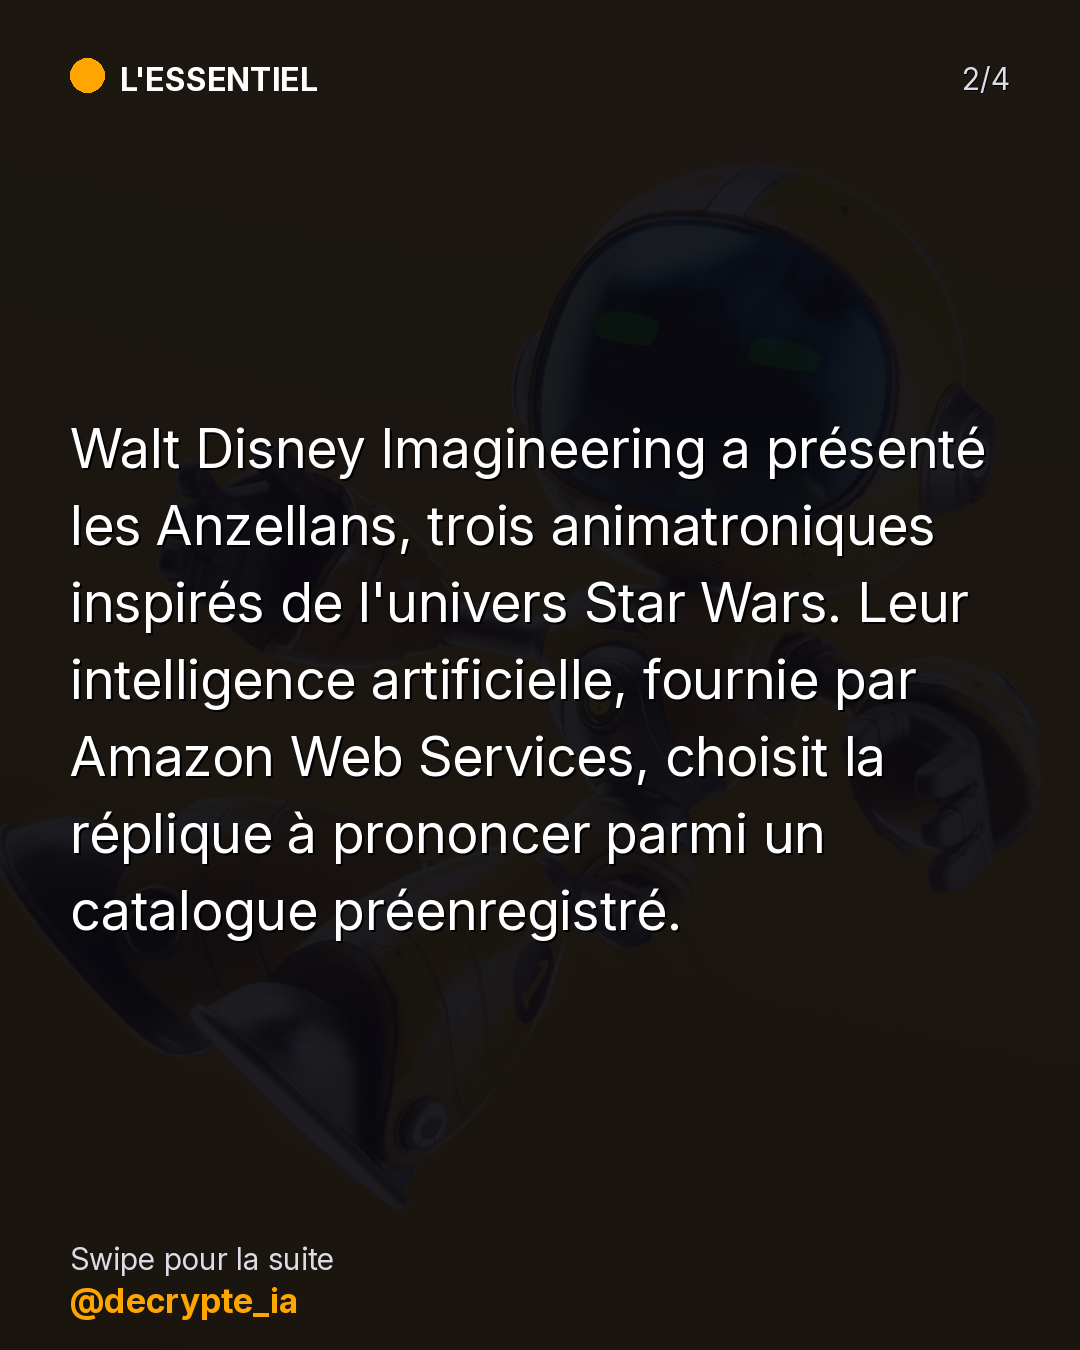 L'ESSENTIEL
2/4
Walt Disney Imagineering a présenté
les Anzellans, trois animatroniques
inspirés de l'univers Star Wars. Leur
intelligence artificielle, fournie par
Amazon Web Services, choisit la
réplique à prononcer parmi un
catalogue préenregistré.
Swipe pour la suite
@decrypte_ia